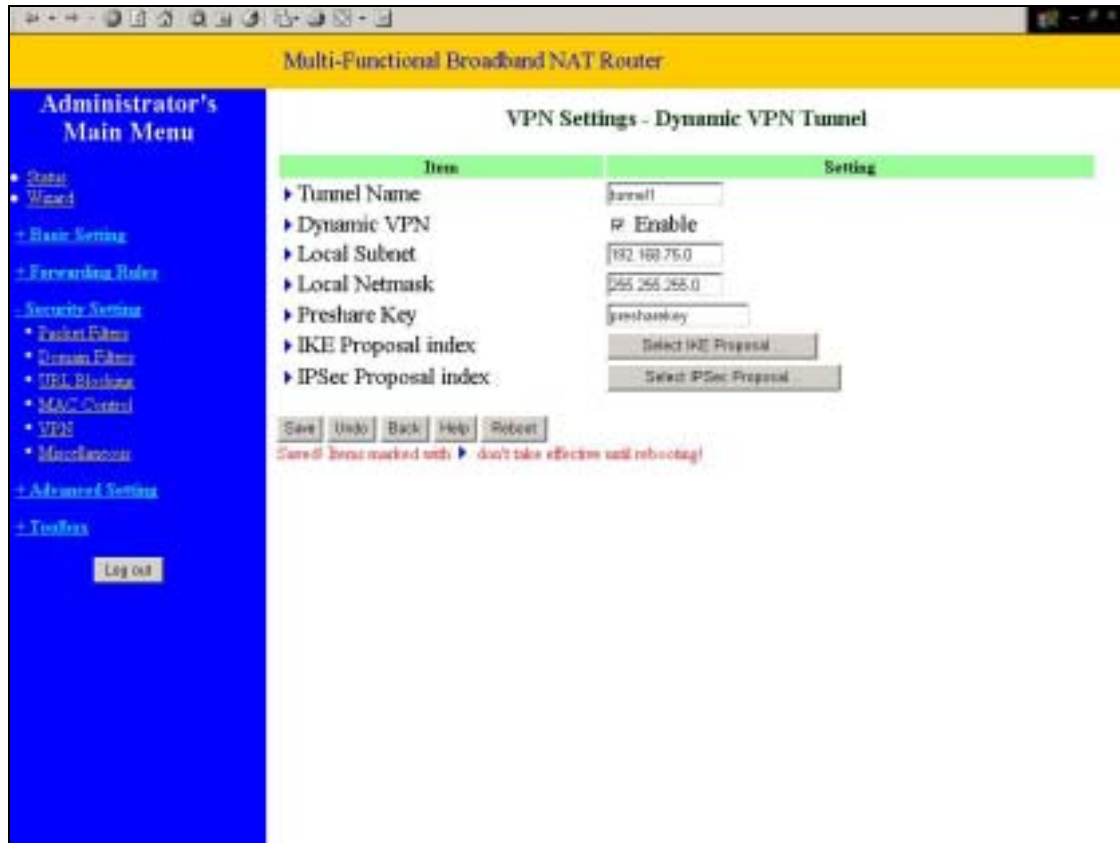 Multi-Functional Broadband NAT Router
Administrator's
Main Menu
Status
Wizard
+ Basic Setting
+ Forwarding Rules
- Security Setting
Packet Filters
Domain Filters
URL Blocking
MAC Control
VPN
Miscellaneous
+ Advanced Setting
+ Toolbox
Log out
VPN Settings - Dynamic VPN Tunnel
Item Setting
Tunnel Name tunnel1
Dynamic VPN Enable
Local Subnet 192.168.75.0
Local Netmask 255.255.255.0
Preshare Key presharekey
IKE Proposal index Select IKE Proposal...
IPSec Proposal index Select IPSec Proposal...
Save Undo Back Help Reboot
Saved! Items marked with don't take effective until rebooting!